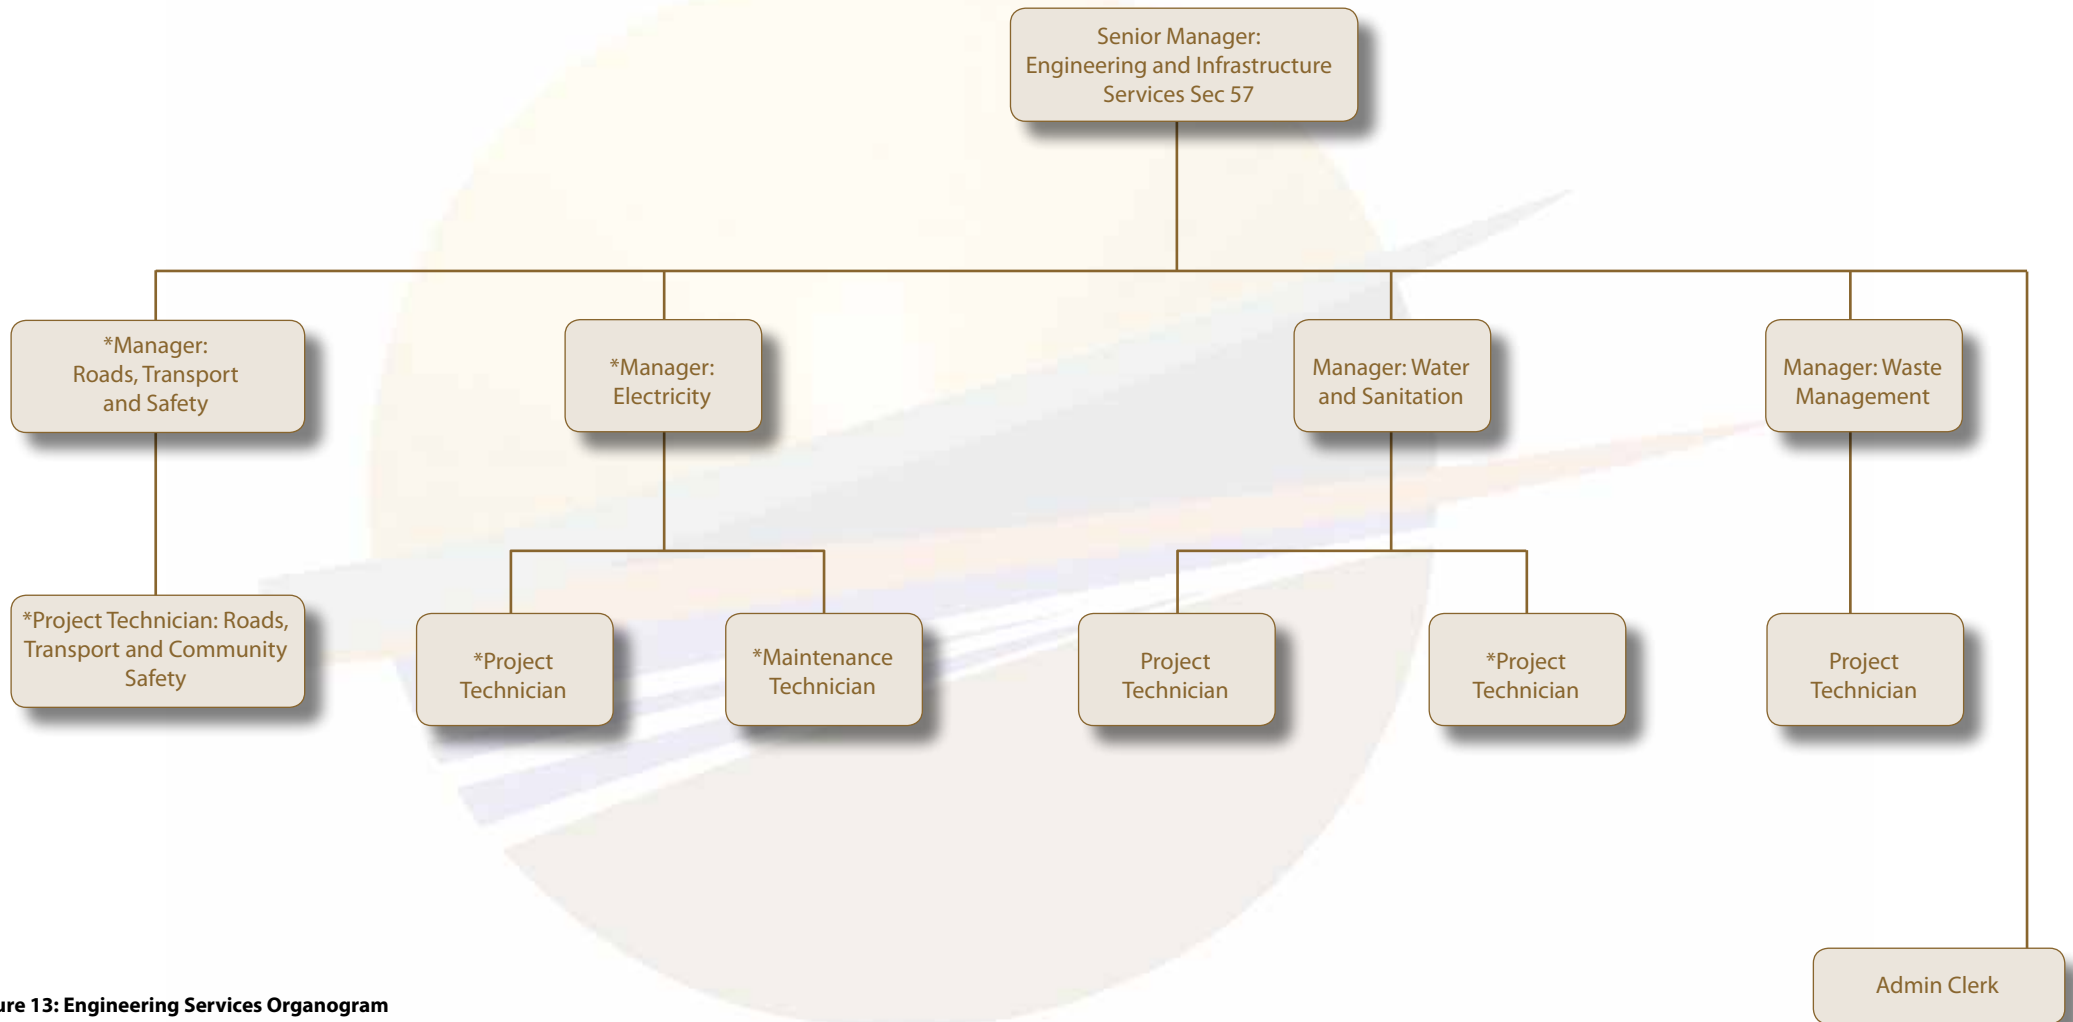 Senior Manager:
Engineering and Infrastructure
Services Sec 57
*Manager:
Roads, Transport
and Safety
*Manager:
Electricity
Manager: Water
and Sanitation
Manager: Waste
Management
*Project Technician: Roads,
Transport and Community
Safety
*Project
Technician
*Maintenance
Technician
Project
Technician
*Project
Technician
Project
Technician
Admin Clerk
ure 13: Engineering Services Organogram